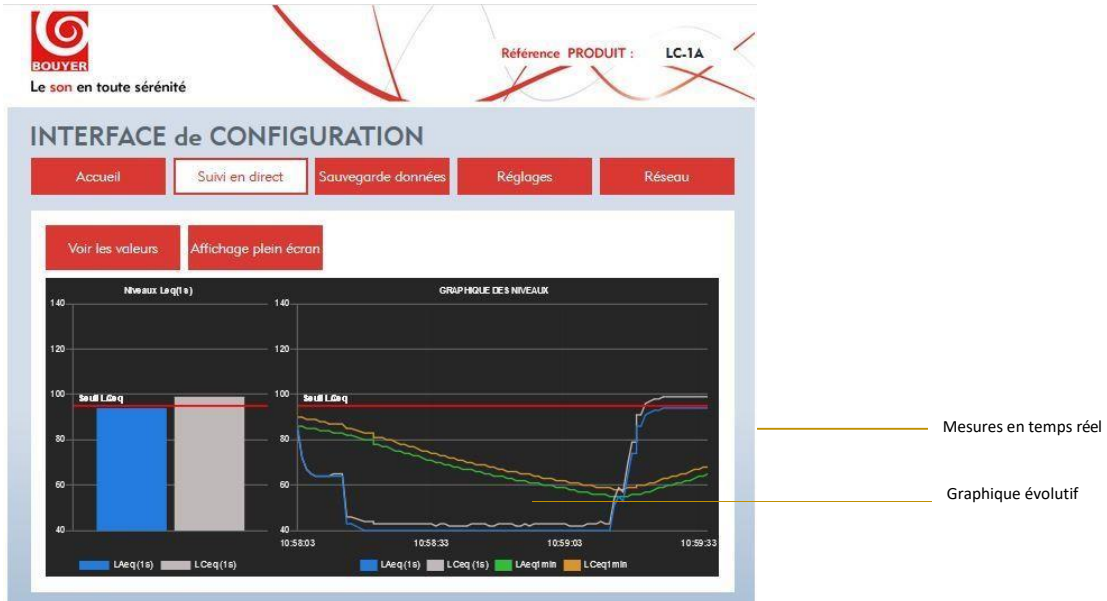 BOUYER
Le son en toute sérénité
Référence PRODUIT : LC-1A
INTERFACE de CONFIGURATION
Accueil
Suivi en direct
Sauvegarde données
Réglages
Réseau
Voir les valeurs
Affichage plein écran
Niveaux Leq(1s)
140
120
100
80
60
40
Seuil LCeq
LAeq(1s)
LCeq(1s)
GRAPHIQUE DES NIVEAUX
140
120
100
80
60
40
Seuil LCeq
10:58:03
10:58:33
10:59:03
10:59:33
LAeq(1s)
LCeq(1s)
LAeq1min
LCeq1min
Mesures en temps réel
Graphique évolutif